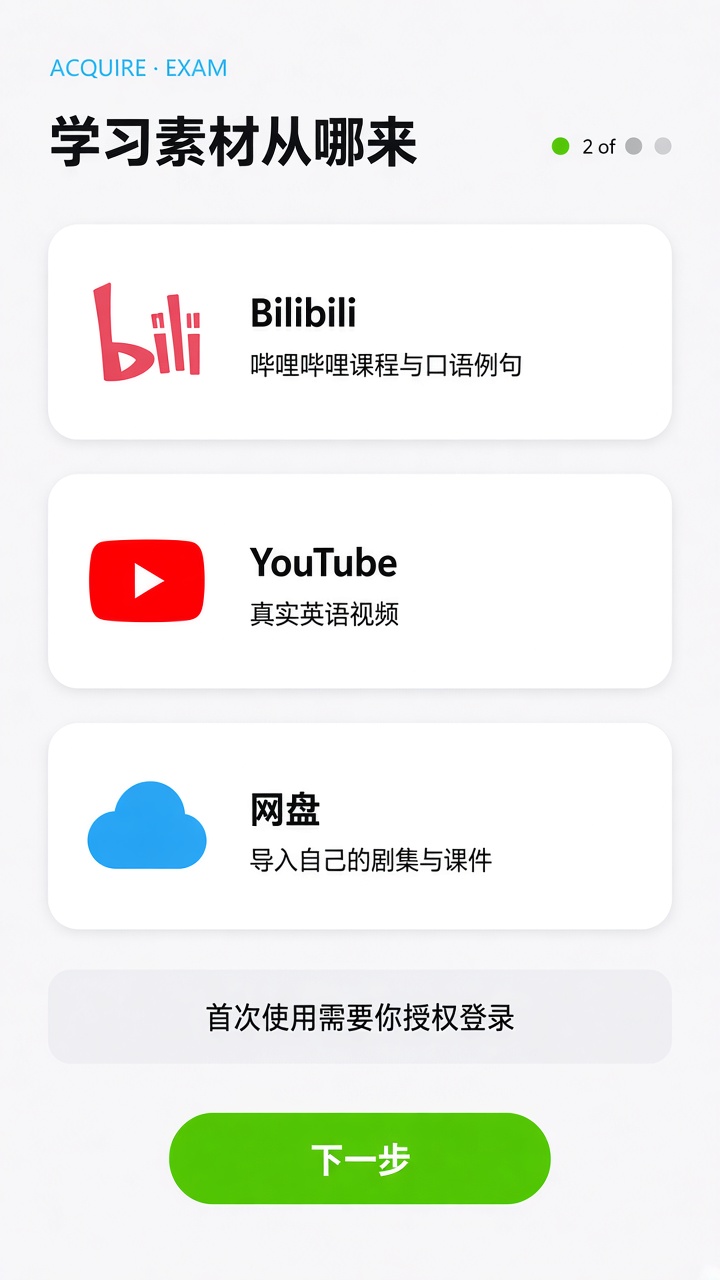 ACQUIRE · EXAM
学习素材从哪来
2 of
bili
Bilibili
哔哩哔哩课程与口语例句
YouTube
真实英语视频
网盘
导入自己的剧集与课件
首次使用需要你授权登录
下一步